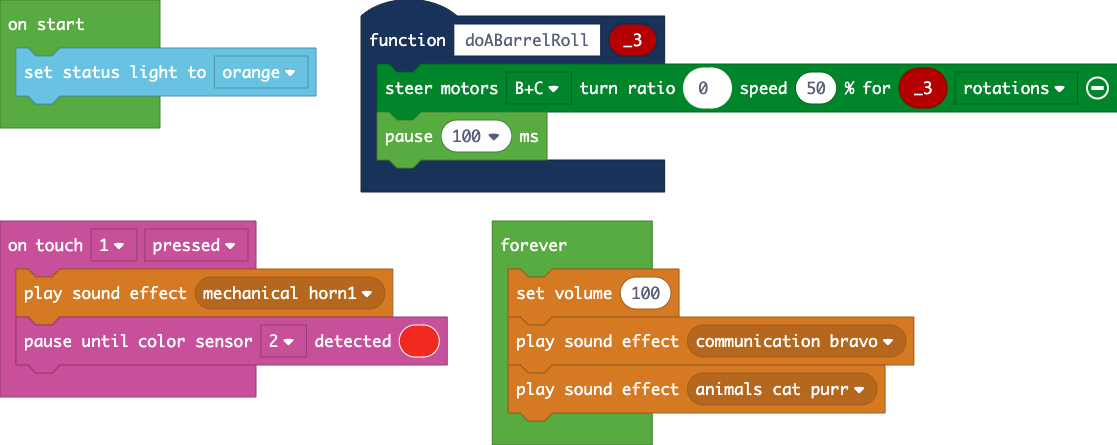 on start
set status light to orange
function doABarrelRoll _3
steer motors B+C turn ratio 0 speed 50 % for _3 rotations
pause 100 ms
on touch 1 pressed
play sound effect mechanical horn1
pause until color sensor 2 detected
forever
set volume 100
play sound effect communication bravo
play sound effect animals cat purr